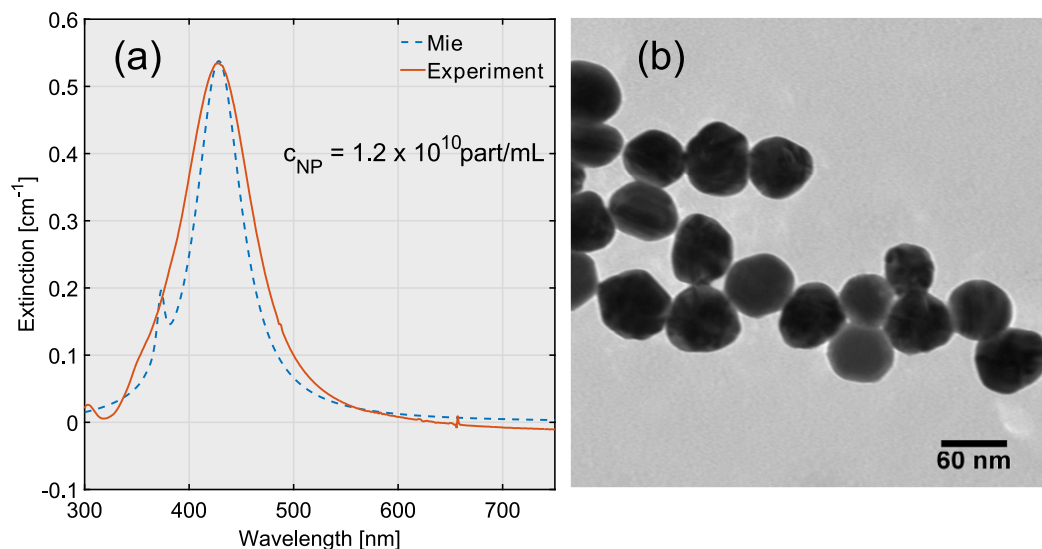 (a)
Mie
Experiment
c_NP = 1.2 x 10^10 part/mL
Extinction [cm^-1]
0.6
0.5
0.4
0.3
0.2
0.1
0
-0.1
300
400
500
600
700
Wavelength [nm]
(b)
60 nm